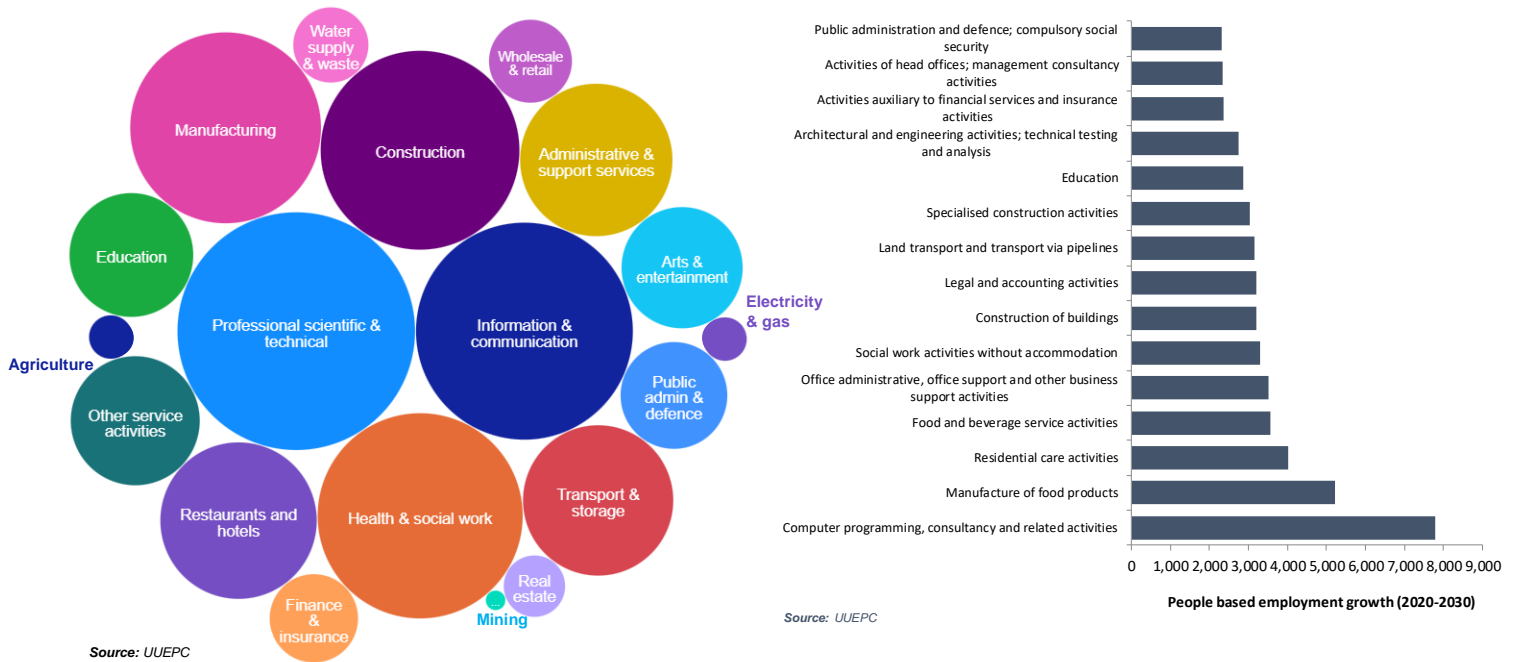 Water
supply
& waste
Wholesale
& retail
Manufacturing
Construction
Administrative &
support services
Education
Arts &
entertainment
Professional scientific &
technical
Information &
communication
Electricity
& gas
Agriculture
Public
admin &
defence
Other service
activities
Restaurants and
hotels
Health & social work
Transport &
storage
Real
estate
...
Mining
Finance
&
insurance
Source: UUEPC
Public administration and defence; compulsory social
security
Activities of head offices; management consultancy
activities
Activities auxiliary to financial services and insurance
activities
Architectural and engineering activities; technical testing
and analysis
Education
Specialised construction activities
Land transport and transport via pipelines
Legal and accounting activities
Construction of buildings
Social work activities without accommodation
Office administrative, office support and other business
support activities
Food and beverage service activities
Residential care activities
Manufacture of food products
Computer programming, consultancy and related activities
0 1,000 2,000 3,000 4,000 5,000 6,000 7,000 8,000 9,000
People based employment growth (2020-2030)
Source: UUEPC